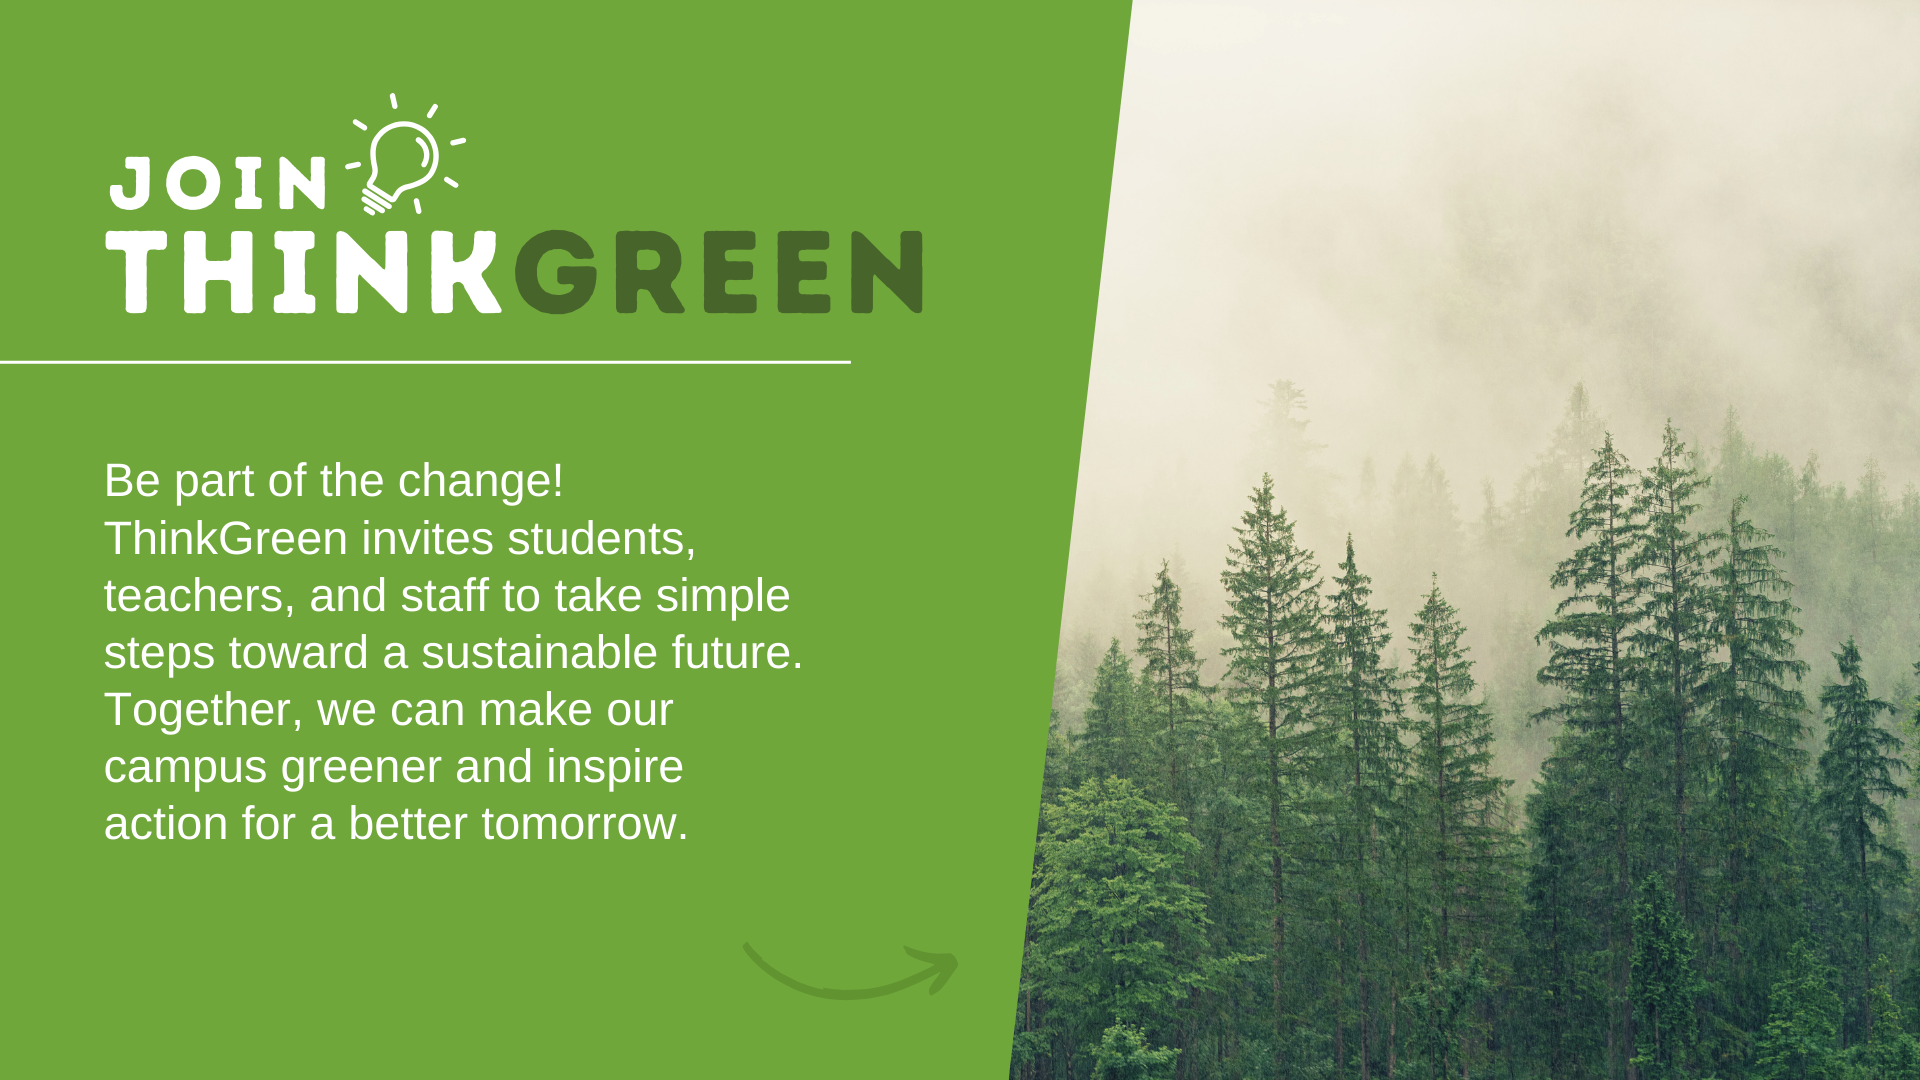 JOIN
THINKGREEN
Be part of the change!
ThinkGreen invites students,
teachers, and staff to take simple
steps toward a sustainable future.
Together, we can make our
campus greener and inspire
action for a better tomorrow.